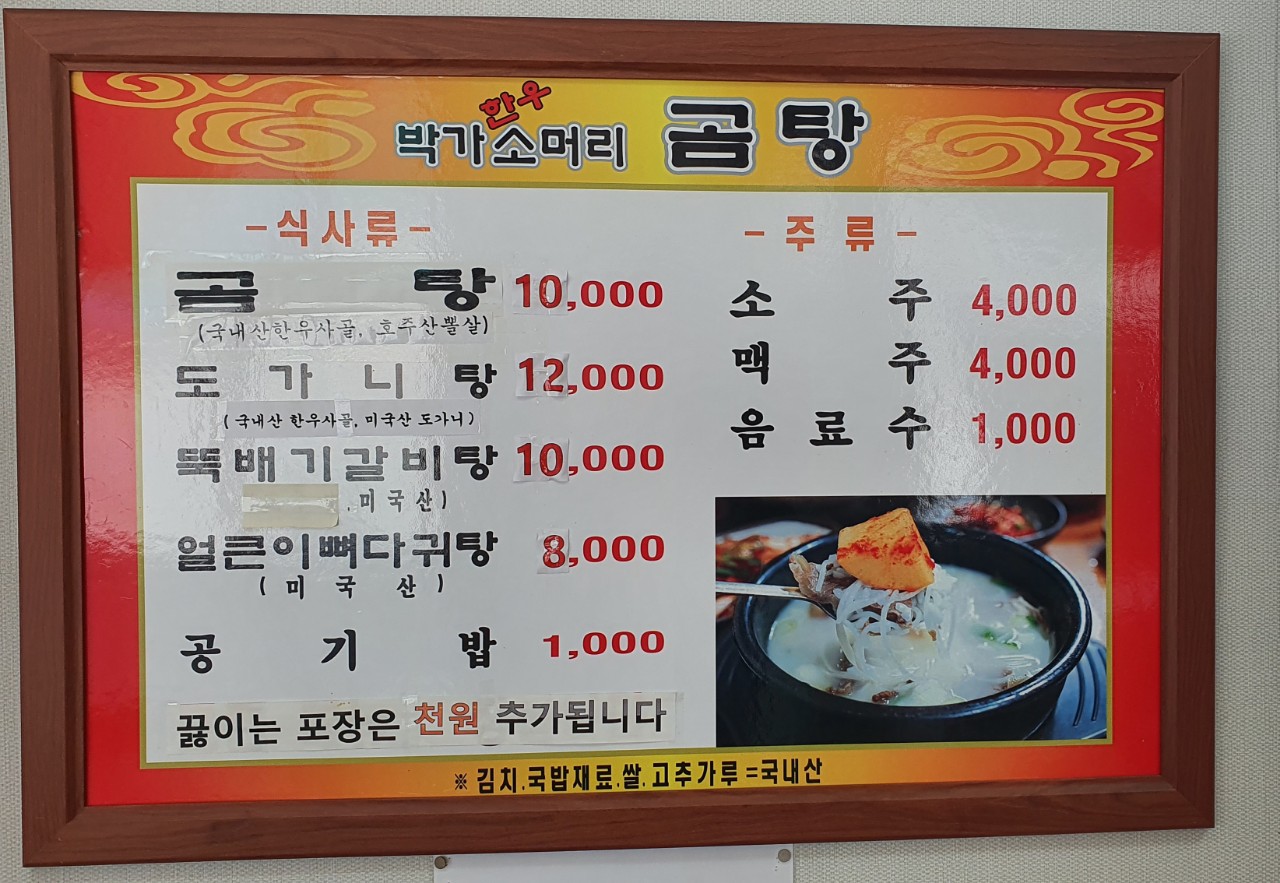 한우
박가소머리 곰탕
-식사류-
곰탕 10,000
(국내산한우사골, 호주산뽈살)
도가니탕 12,000
(국내산 한우사골, 미국산 도가니)
뚝배기갈비탕 10,000
.미국산)
얼큰이뼈다귀탕 8,000
(미국산)
공기밥 1,000
끓이는 포장은 천원 추가됩니다
-주류-
소주 4,000
맥주 4,000
음료수 1,000
※김치.국밥재료.쌀.고추가루=국내산